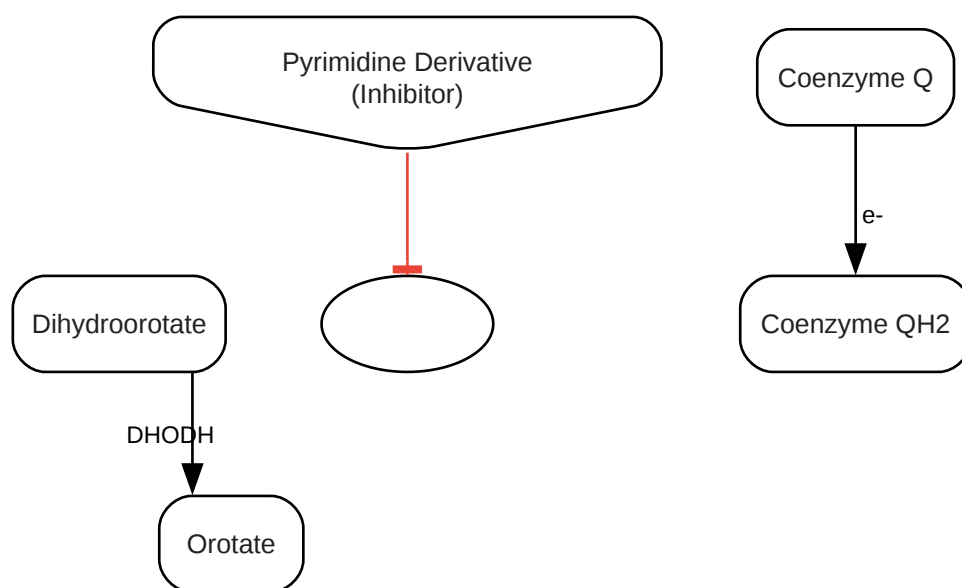 Pyrimidine Derivative
(Inhibitor)
Coenzyme Q
e-
Dihydroorotate
Coenzyme QH2
DHODH
Orotate